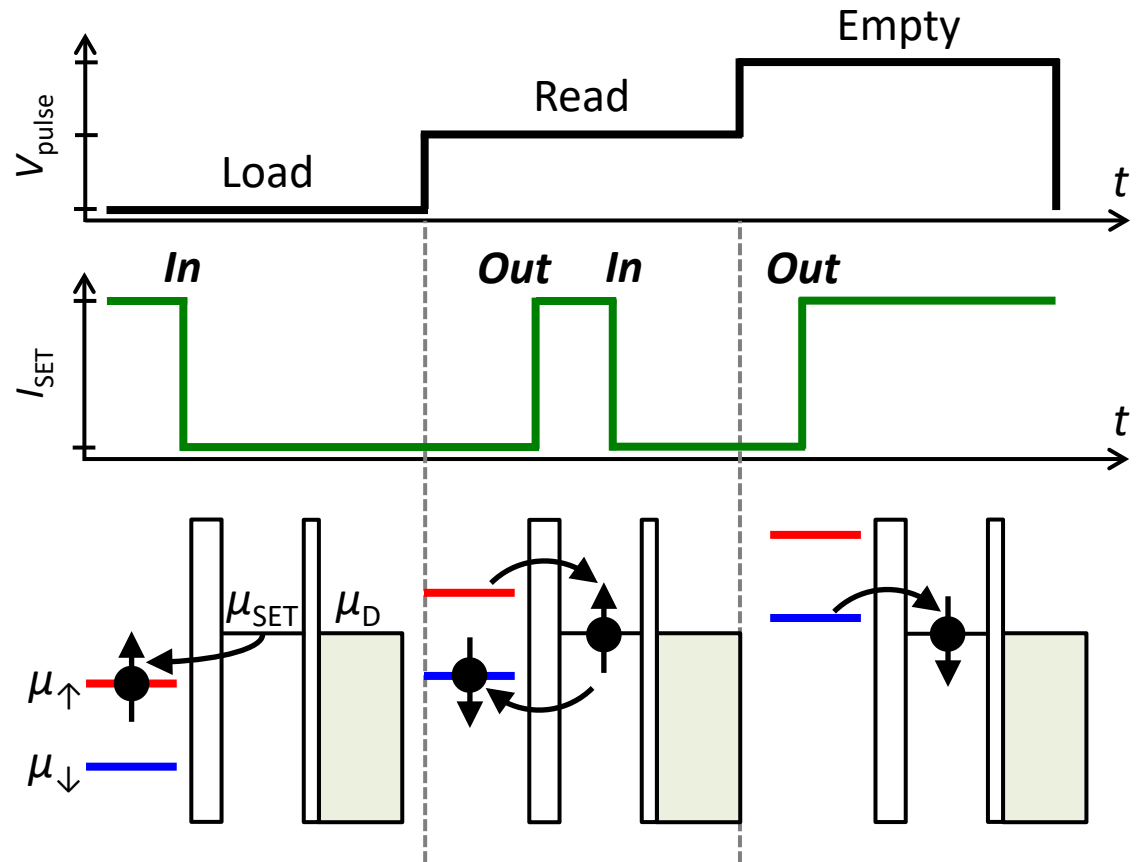 Empty
Read
Load
V_pulse
t
In
Out
In
Out
I_SET
t
μ_SET
μ_D
μ_↑
μ_↓